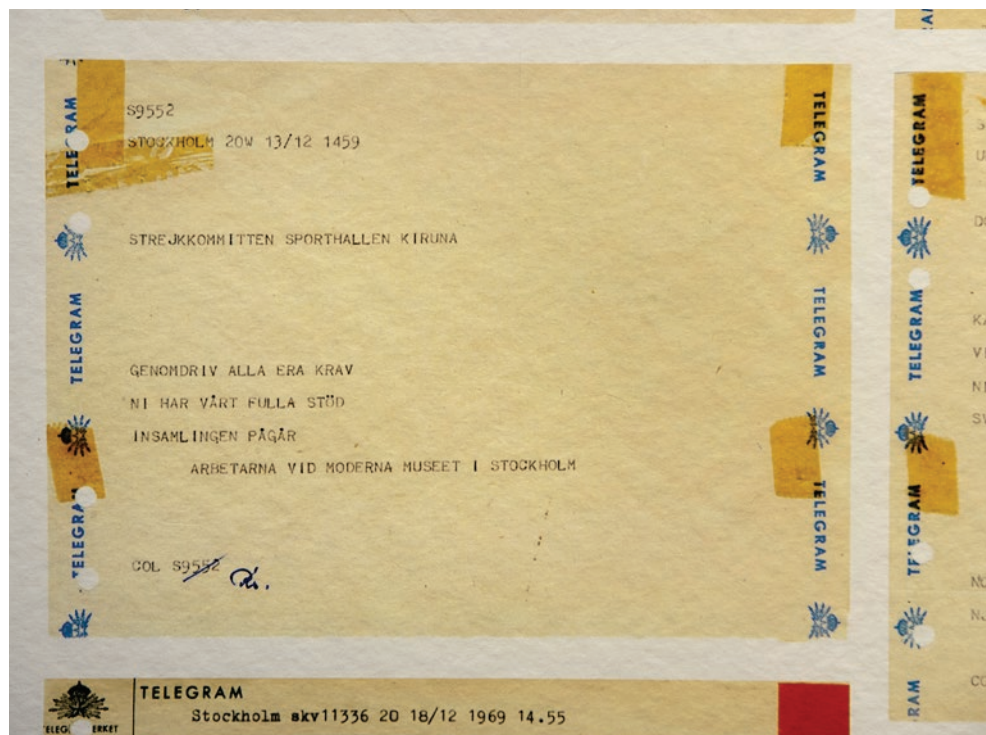 S9552
STOCKHOLM 20W 13/12 1459
STREJKKOMMITTEN SPORTHALLEN KIRUNA
GENOMDRIV ALLA ERA KRAV
NI HAR VÅRT FULLA STÖD
INSAMLINGEN PÅGÅR
ARBETARNA VID MODERNA MUSEET I STOCKHOLM
COL S9552
TELEGRAM
TELEGRAM
TELEGRAM
TELEGRAM
TELEGRAM
TELEGRAM
TELEGRAM
TELEGRAM
TELEGRAM
TELEGRAM
Stockholm skv11336 20 18/12 1969 14.55